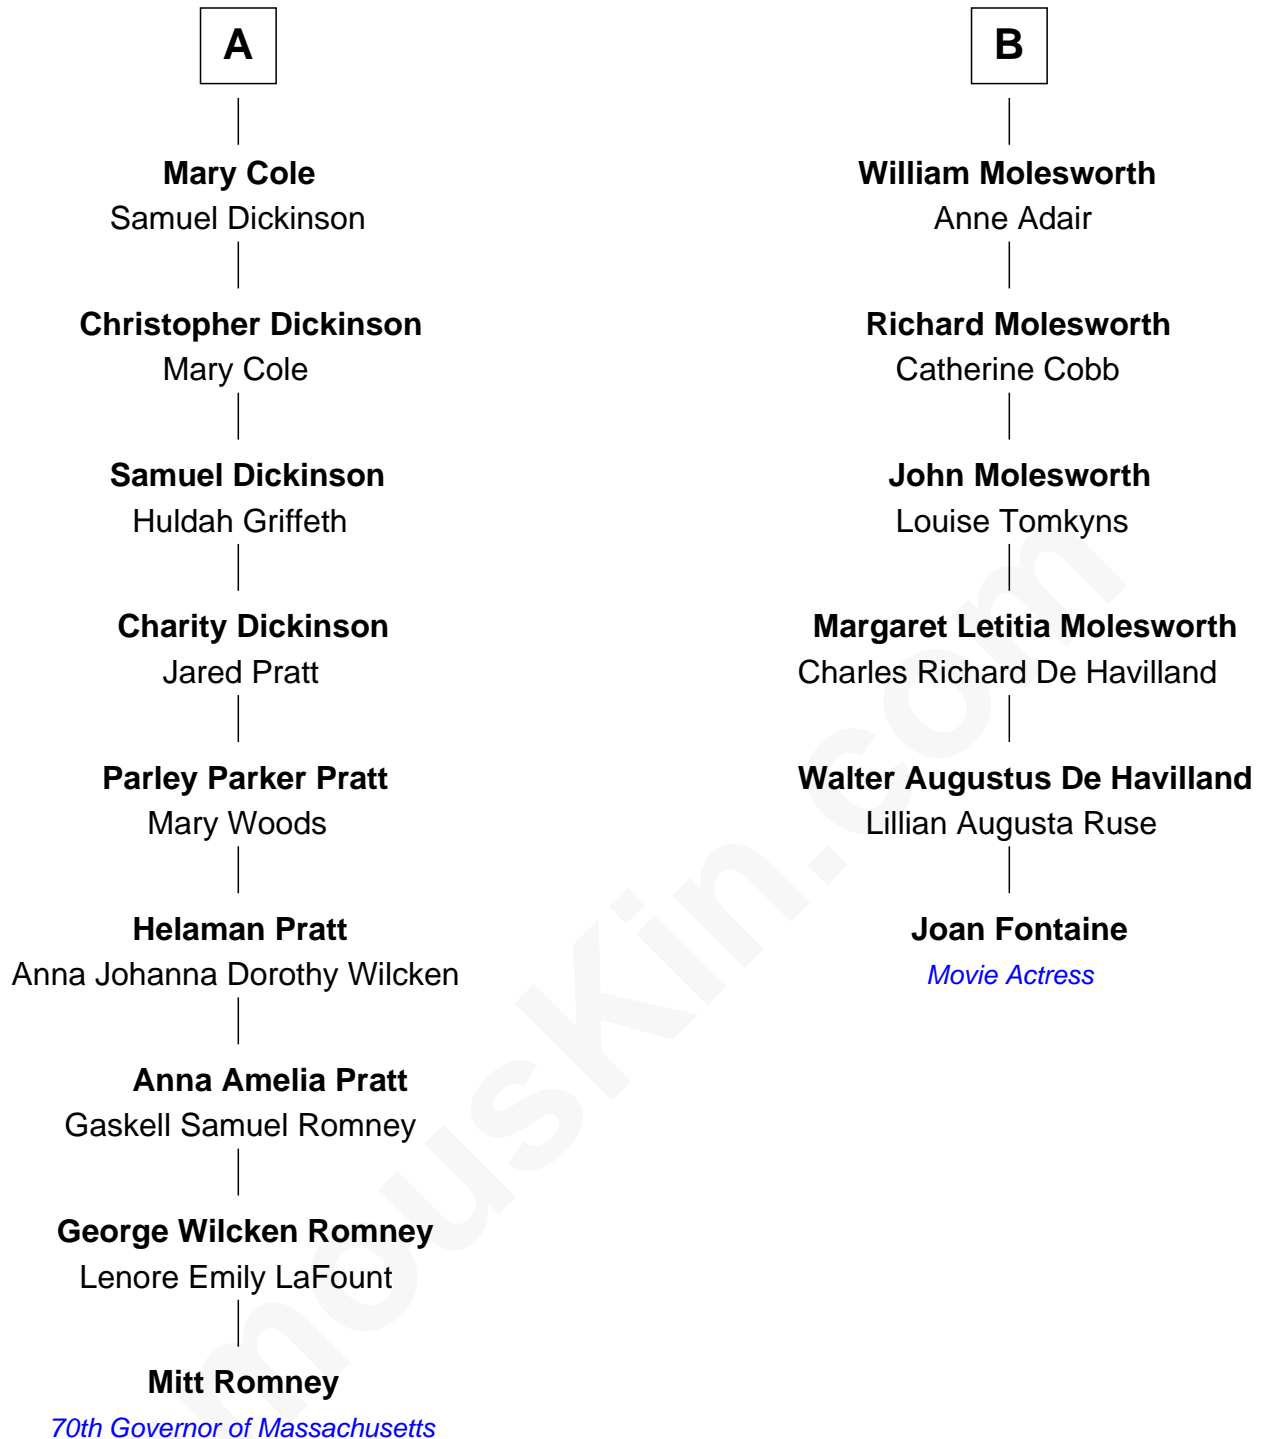 A
Mary Cole
Samuel Dickinson
Christopher Dickinson
Mary Cole
Samuel Dickinson
Huldah Griffeth
Charity Dickinson
Jared Pratt
Parley Parker Pratt
Mary Woods
Helaman Pratt
Anna Johanna Dorothy Wilcken
Anna Amelia Pratt
Gaskell Samuel Romney
George Wilcken Romney
Lenore Emily LaFount
Mitt Romney
70th Governor of Massachusetts
B
William Molesworth
Anne Adair
Richard Molesworth
Catherine Cobb
John Molesworth
Louise Tomkyns
Margaret Letitia Molesworth
Charles Richard De Havilland
Walter Augustus De Havilland
Lillian Augusta Ruse
Joan Fontaine
Movie Actress
mouskin.com